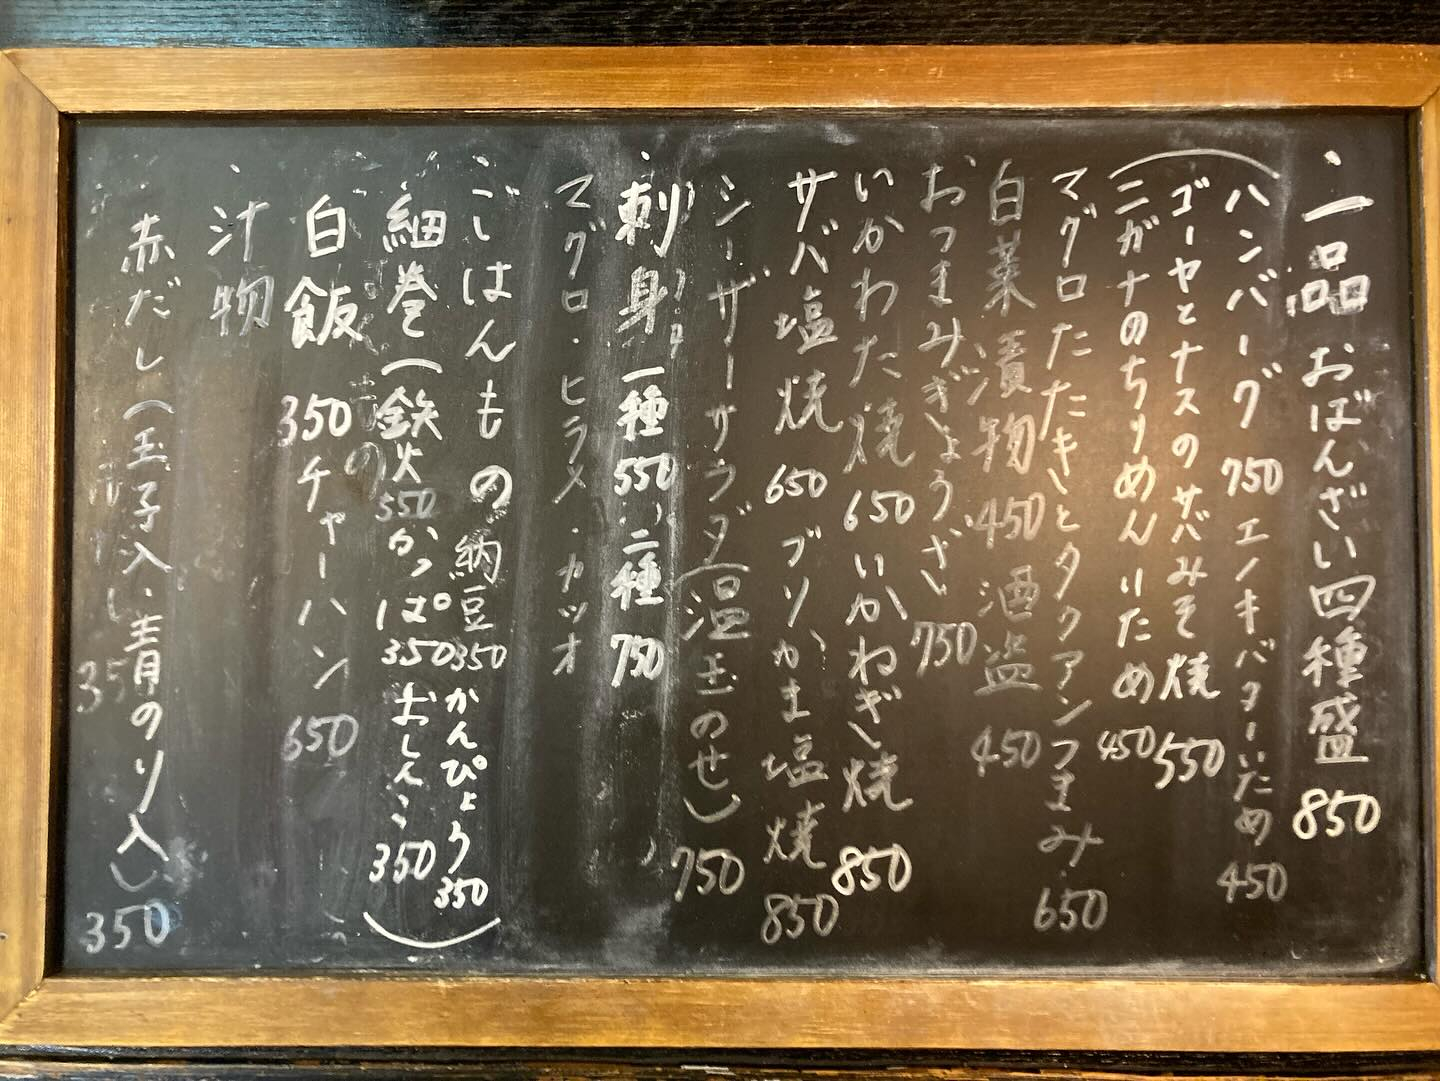 ・一品 おばんざい四種盛 850
ハンバーグ 750 エノキバターいため 450
ゴーヤとナスのサバみそ焼 550
ニガナのちりめんいため 450
マグロたたきとタクアンつまみ 650
白菜漬物 450 酒盗 450
おつまみぎょうざ 750
いかわた焼 650 いかねぎ焼 850
サバ塩焼 650 ブリかま塩焼 850
シーザーサラダ(温玉のせ) 750
・刺身 一種 550、二種 750
マグロ・ヒラメ・カツオ
・ごはんもの
細巻(鉄火 550 納豆 350 かんぴょう 350
かっぱ 350 おしんこ 350)
白飯 350 チャーハン 650
・汁物
赤だし(玉子入・青のり入) 350